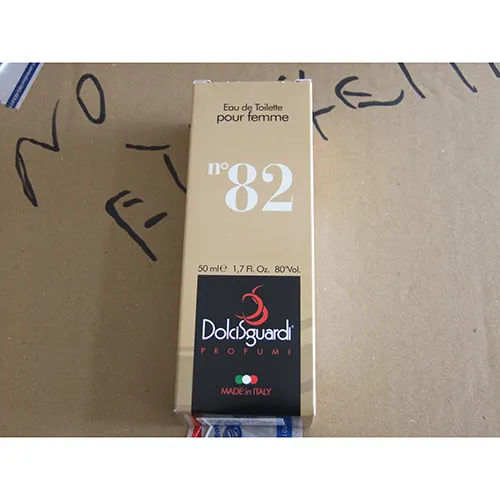 Eau de Toilette
pour femme
n° 82
50 ml℮ 1,7 Fl. Oz. 80°Vol.
DolciSguardi
PROFUMI
MADE in ITALY
NO